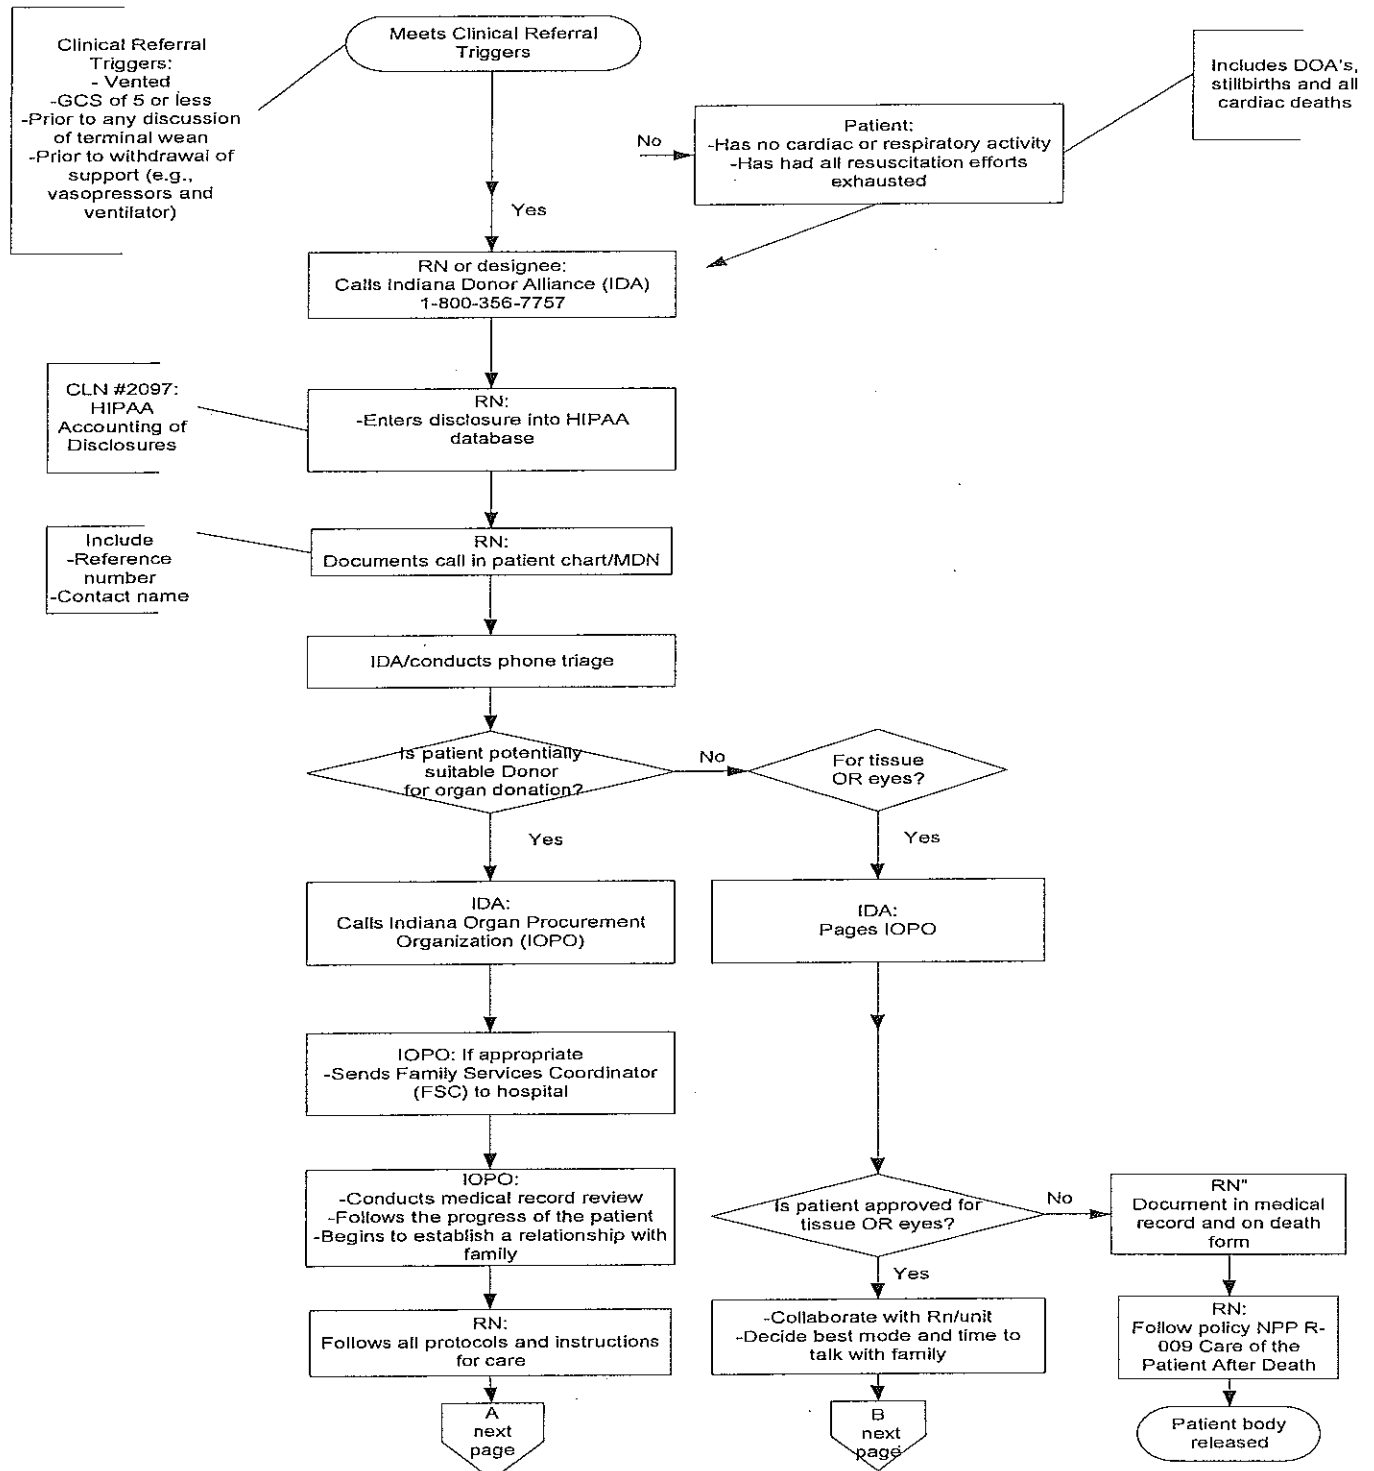 Meets Clinical Referral
Triggers
Clinical Referral
Triggers:
- Vented
-GCS of 5 or less
-Prior to any discussion
of terminal wean
-Prior to withdrawal of
support (e.g.,
vasopressors and
ventilator)
Includes DOA's,
stillbirths and all
cardiac deaths
No
Patient:
-Has no cardiac or respiratory activity
-Has had all resuscitation efforts
exhausted
Yes
RN or designee:
Calls Indiana Donor Alliance (IDA)
1-800-356-7757
CLN #2097:
HIPAA
Accounting of
Disclosures
RN:
-Enters disclosure into HIPAA
database
Include
-Reference
number
-Contact name
RN:
Documents call in patient chart/MDN
IDA/conducts phone triage
Is patient potentially
suitable Donor
for organ donation?
No
For tissue
OR eyes?
Yes
Yes
IDA:
Calls Indiana Organ Procurement
Organization (IOPO)
IDA:
Pages IOPO
IOPO: If appropriate
-Sends Family Services Coordinator
(FSC) to hospital
IOPO:
-Conducts medical record review
-Follows the progress of the patient
-Begins to establish a relationship with
family
Is patient approved for
tissue OR eyes?
No
RN"
Document in medical
record and on death
form
Yes
RN:
Follows all protocols and instructions
for care
-Collaborate with Rn/unit
-Decide best mode and time to
talk with family
RN:
Follow policy NPP R-
009 Care of the
Patient After Death
A
next
page
B
next
page
Patient body
released